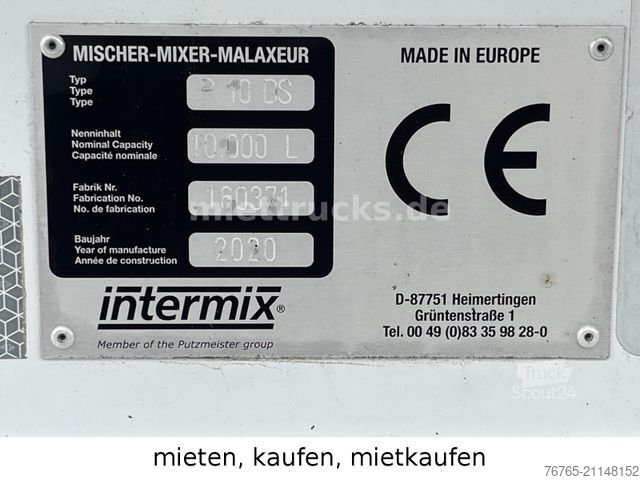 MISCHER-MIXER-MALAXEUR
Typ
Type
Type
P 10 DS
Nenninhalt
Nominal Capacity
Capacité nominale
10.000 L
Fabrik Nr.
Fabrication No.
No. de fabrication
160371
Baujahr
Year of manufacture
Année de construction
2020
intermix®
Member of the Putzmeister group
MADE IN EUROPE
CE
D-87751 Heimertingen
Grüntenstraße 1
Tel. 00 49 (0)83 35 98 28-0
miettrucks.de
Truck
Scout24
mieten, kaufen, mietkaufen
76765-21148152